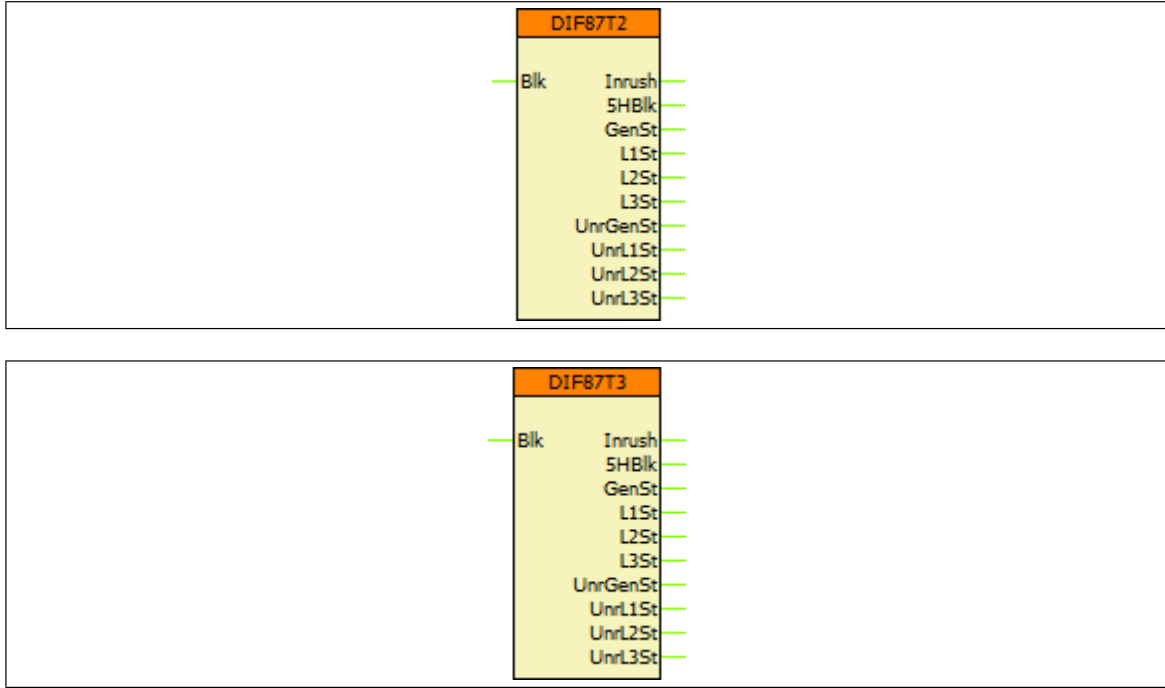 DIF87T2
Blk Inrush
5HBlk
GenSt
L1St
L2St
L3St
UnrGenSt
UnrL1St
UnrL2St
UnrL3St
DIF87T3
Blk Inrush
5HBlk
GenSt
L1St
L2St
L3St
UnrGenSt
UnrL1St
UnrL2St
UnrL3St